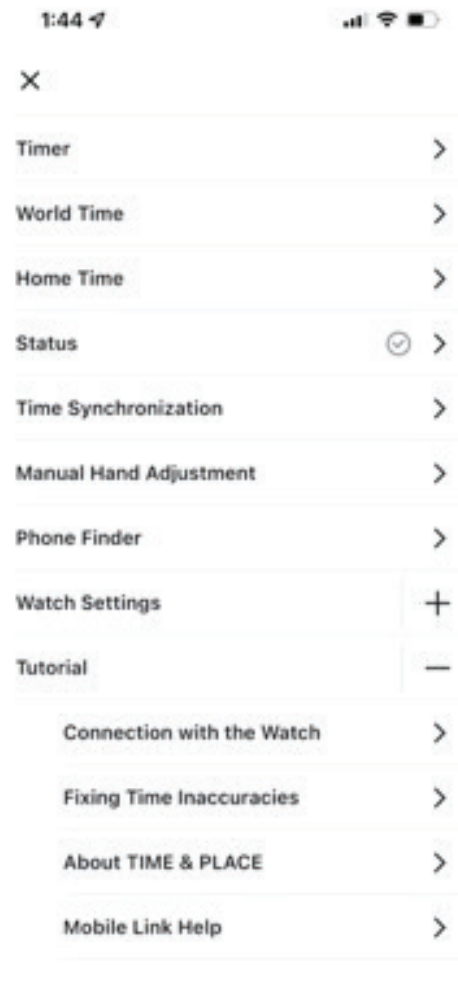 1:44
Timer
World Time
Home Time
Status
Time Synchronization
Manual Hand Adjustment
Phone Finder
Watch Settings
Tutorial
Connection with the Watch
Fixing Time Inaccuracies
About TIME & PLACE
Mobile Link Help